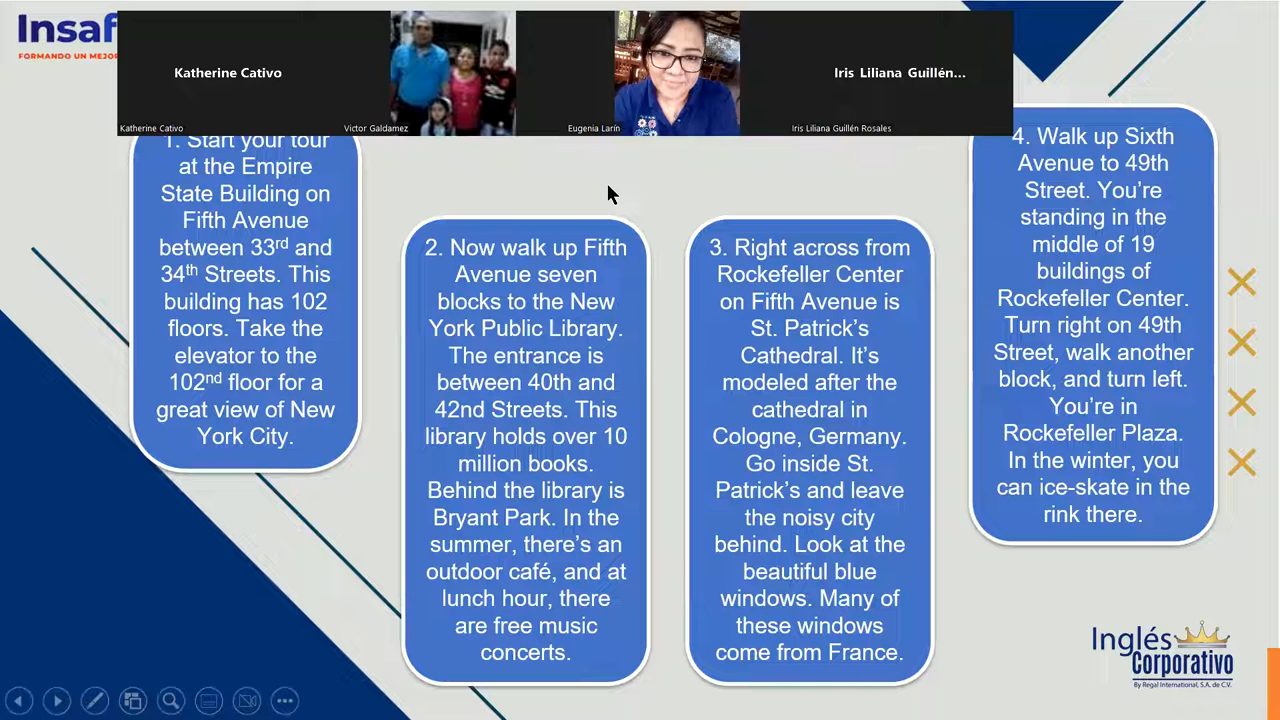 Insaf
FORMANDO UN MEJOR
Katherine Cativo
Iris Liliana Guillén...
Katherine Cativo
Victor Galdamez
Eugenia Larín
Iris Liliana Guillén Rosales
1. Start your tour
at the Empire
State Building on
Fifth Avenue
between 33rd and
34th Streets. This
building has 102
floors. Take the
elevator to the
102nd floor for a
great view of New
York City.
2. Now walk up Fifth
Avenue seven
blocks to the New
York Public Library.
The entrance is
between 40th and
42nd Streets. This
library holds over 10
million books.
Behind the library is
Bryant Park. In the
summer, there's an
outdoor café, and at
lunch hour, there
are free music
concerts.
3. Right across from
Rockefeller Center
on Fifth Avenue is
St. Patrick's
Cathedral. It's
modeled after the
cathedral in
Cologne, Germany.
Go inside St.
Patrick's and leave
the noisy city
behind. Look at the
beautiful blue
windows. Many of
these windows
come from France.
4. Walk up Sixth
Avenue to 49th
Street. You're
standing in the
middle of 19
buildings of
Rockefeller Center.
Turn right on 49th
Street, walk another
block, and turn left.
You're in
Rockefeller Plaza.
In the winter, you
can ice-skate in the
rink there.
Inglés
Corporativo
By Regal International, S.A. de C.V.